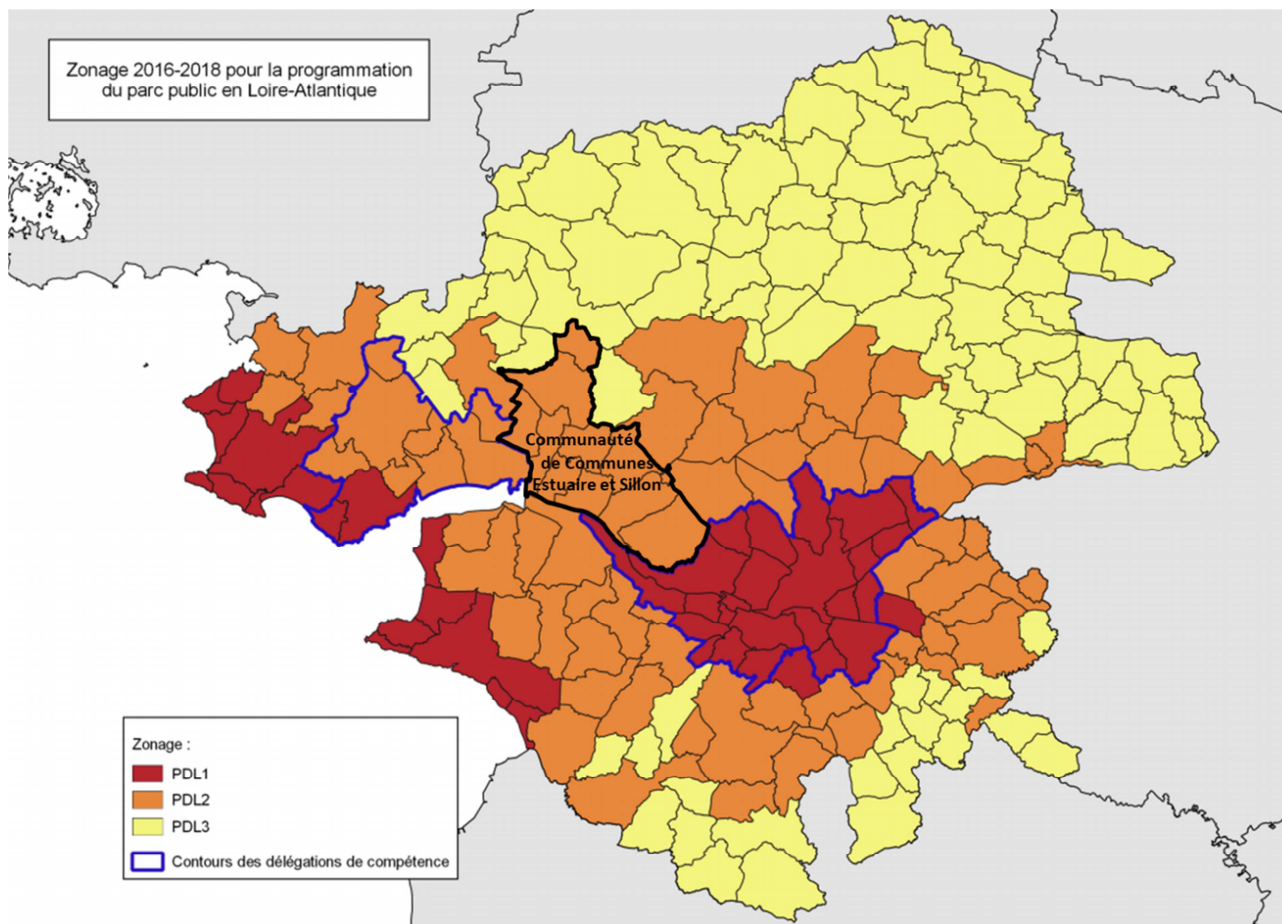 Zonage 2016-2018 pour la programmation
du parc public en Loire-Atlantique
Communauté
de Communes
Estuaire et Sillon
Zonage :
PDL1
PDL2
PDL3
Contours des délégations de compétence